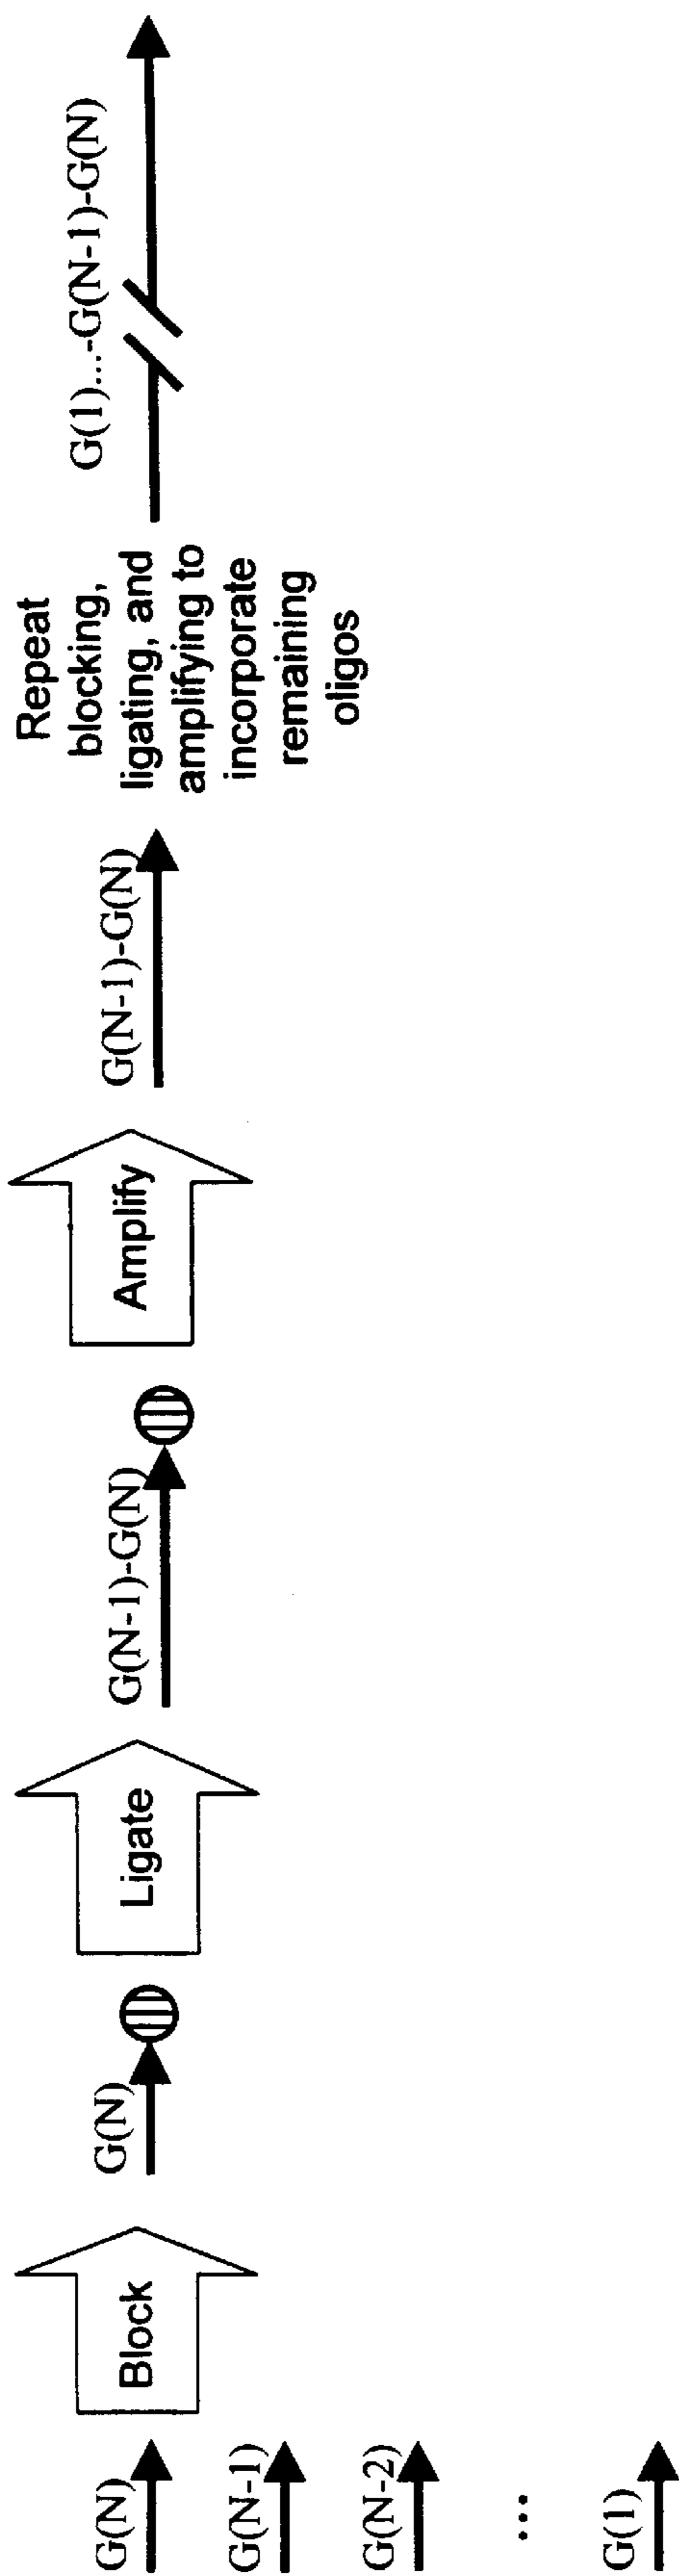 G(N)
G(N-1)
G(N-2)
...
G(1)
Block
G(N)
Ligate
G(N-1)-G(N)
Amplify
G(N-1)-G(N)
Repeat
blocking,
ligating, and
amplifying to
incorporate
remaining
oligos
G(1)...-G(N-1)-G(N)